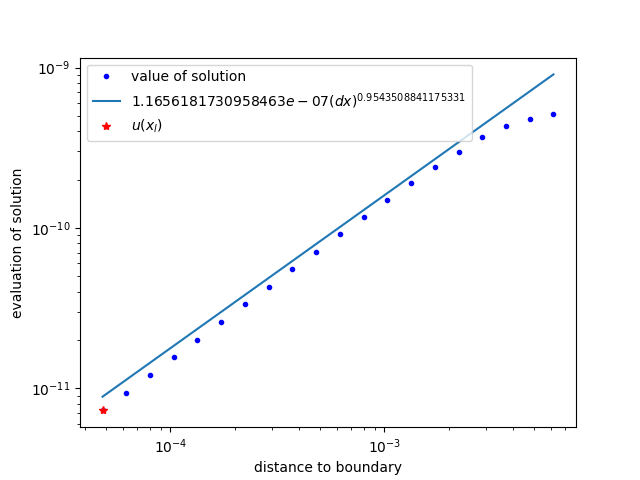 10⁻⁹
value of solution
1.1656181730958463e − 07(dx)^0.9543508841175331
u(x_l)
10⁻¹⁰
evaluation of solution
10⁻¹¹
10⁻⁴
10⁻³
distance to boundary